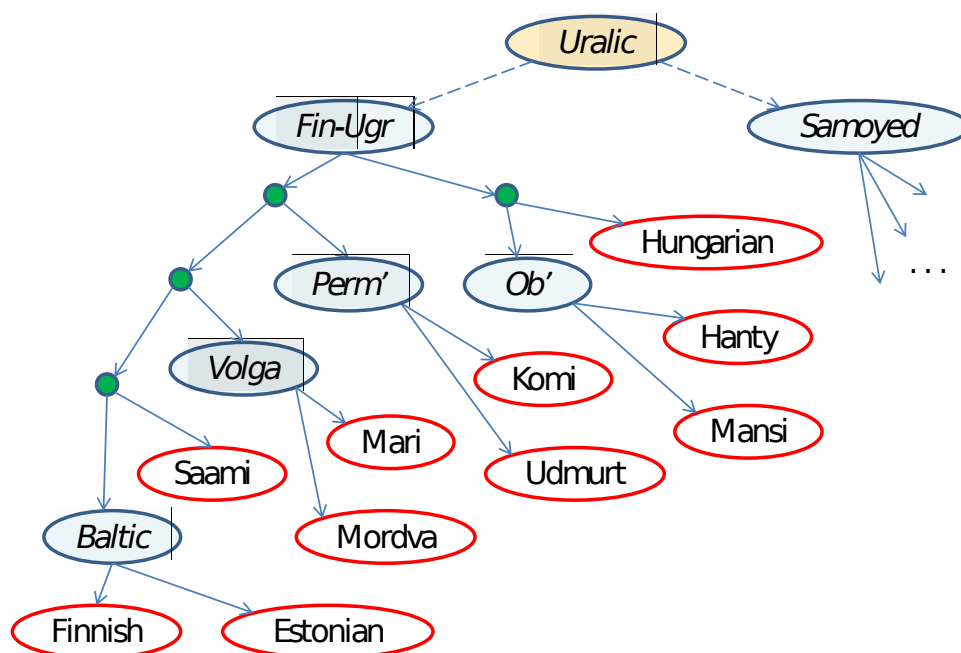 Uralic
Fin-Ugr
Samoyed
Hungarian
...
Perm’
Ob’
Hanty
Volga
Komi
Mari
Mansi
Saami
Udmurt
Baltic
Mordva
Finnish
Estonian